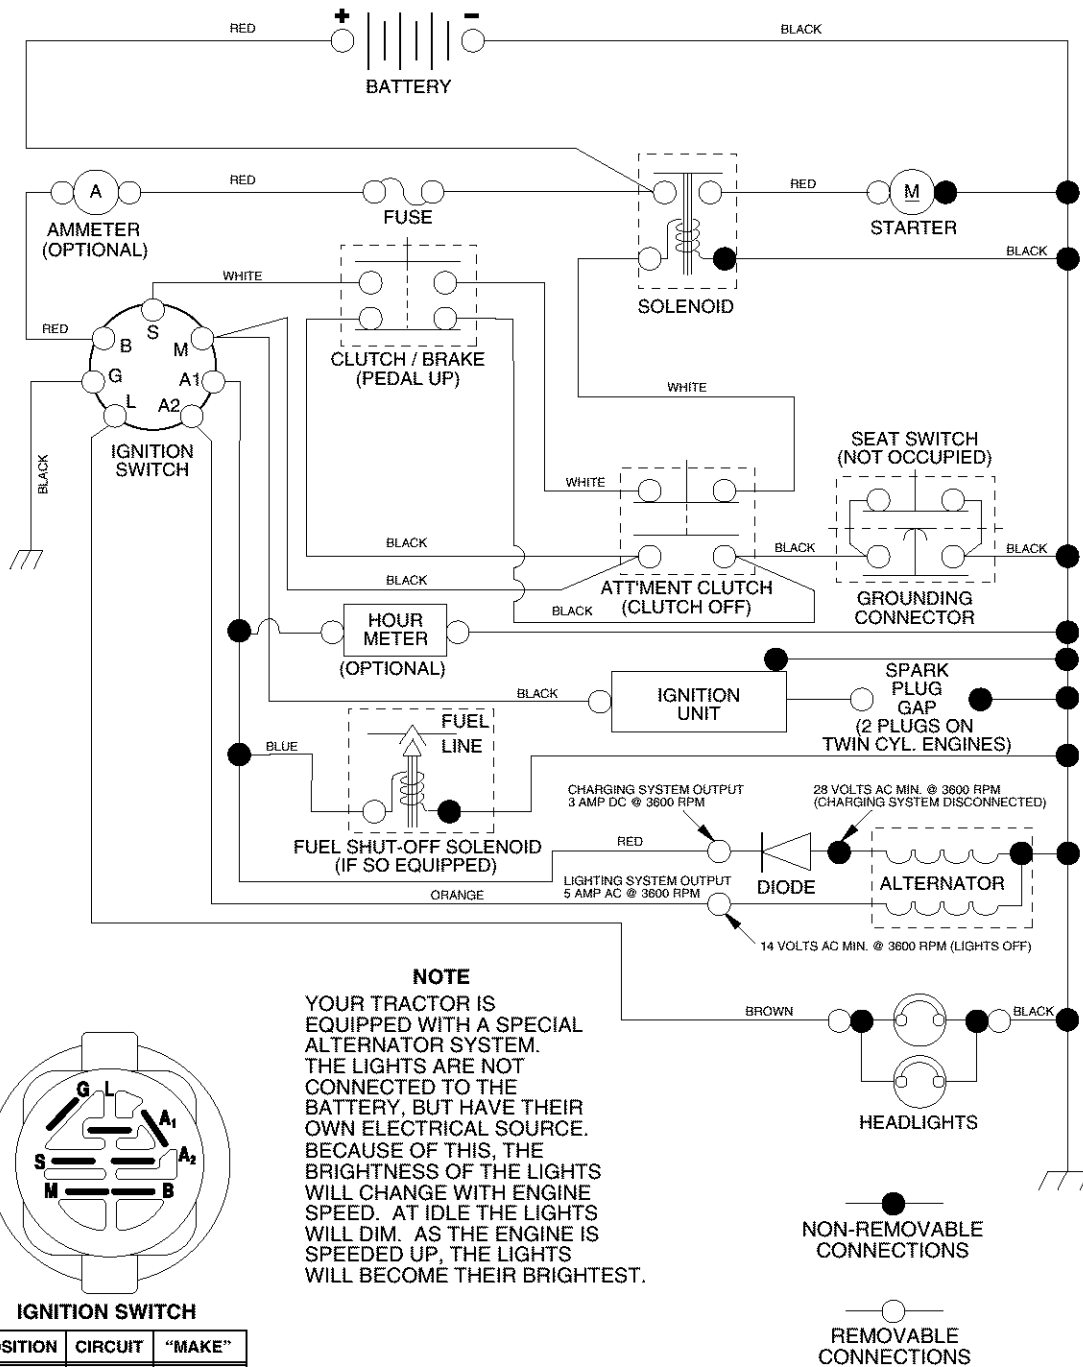 + −
RED
BLACK
BATTERY
RED
A
FUSE
RED
M
AMMETER
(OPTIONAL)
STARTER
BLACK
WHITE
SOLENOID
RED
S
B
M
CLUTCH / BRAKE
(PEDAL UP)
G
A1
L
A2
WHITE
IGNITION
SWITCH
BLACK
SEAT SWITCH
(NOT OCCUPIED)
WHITE
BLACK
BLACK
BLACK
BLACK
ATT'MENT CLUTCH
(CLUTCH OFF)
BLACK
GROUNDING
CONNECTOR
HOUR
METER
(OPTIONAL)
BLACK
IGNITION
UNIT
SPARK
PLUG
GAP
(2 PLUGS ON
TWIN CYL. ENGINES)
FUEL
LINE
BLUE
FUEL SHUT-OFF SOLENOID
(IF SO EQUIPPED)
CHARGING SYSTEM OUTPUT
3 AMP DC @ 3600 RPM
28 VOLTS AC MIN. @ 3600 RPM
(CHARGING SYSTEM DISCONNECTED)
RED
DIODE
ALTERNATOR
LIGHTING SYSTEM OUTPUT
5 AMP AC @ 3600 RPM
ORANGE
14 VOLTS AC MIN. @ 3600 RPM (LIGHTS OFF)
BROWN
BLACK
HEADLIGHTS
NOTE
YOUR TRACTOR IS
EQUIPPED WITH A SPECIAL
ALTERNATOR SYSTEM.
THE LIGHTS ARE NOT
CONNECTED TO THE
BATTERY, BUT HAVE THEIR
OWN ELECTRICAL SOURCE.
BECAUSE OF THIS, THE
BRIGHTNESS OF THE LIGHTS
WILL CHANGE WITH ENGINE
SPEED. AT IDLE THE LIGHTS
WILL DIM. AS THE ENGINE IS
SPEEDED UP, THE LIGHTS
WILL BECOME THEIR BRIGHTEST.
G L
A1
A2
S
M
B
IGNITION SWITCH
CIRCUIT "MAKE"
NON-REMOVABLE
CONNECTIONS
REMOVABLE
CONNECTIONS